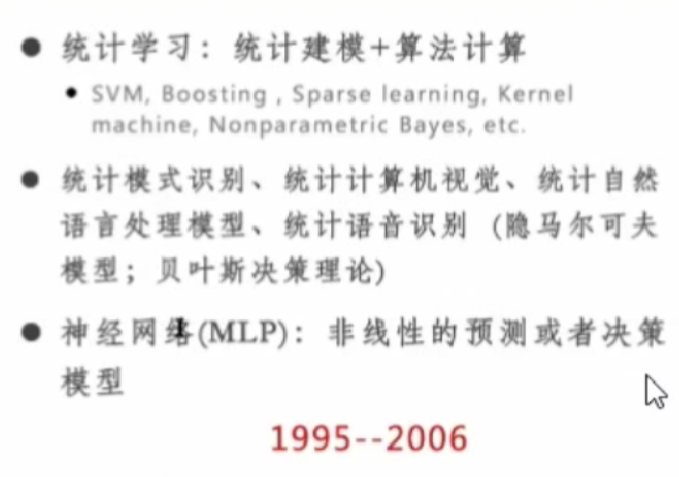 ● 统计学习：统计建模+算法计算
● SVM, Boosting , Sparse learning, Kernel
machine, Nonparametric Bayes, etc.
● 统计模式识别、统计计算机视觉、统计自然
语言处理模型、统计语音识别 (隐马尔可夫
模型；贝叶斯决策理论)
● 神经网络(MLP)：非线性的预测或者决策
模型
1995--2006